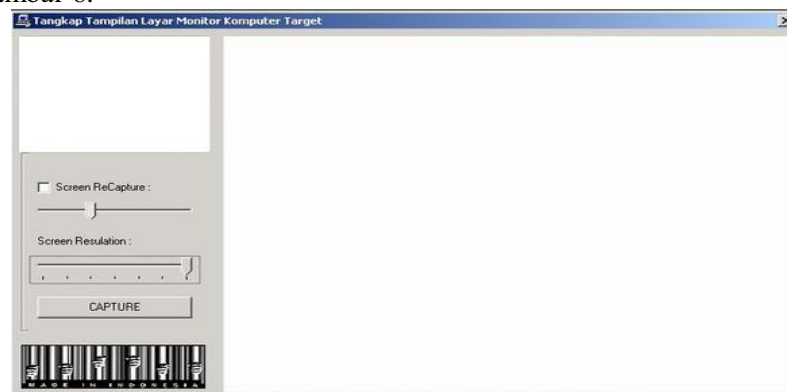 Tangkap Tampilan Layar Monitor Komputer Target
Screen ReCapture :
Screen Resulation :
CAPTURE
MADE IN INDONESIA